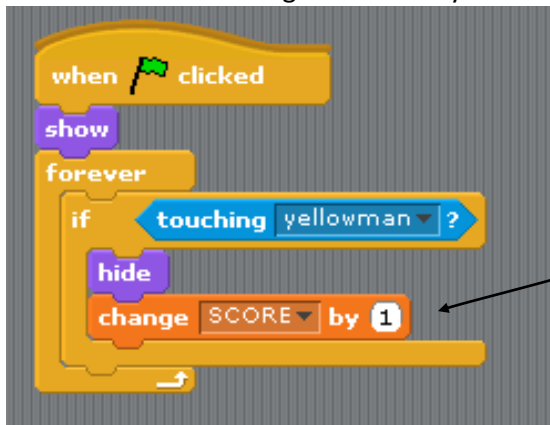 when clicked
show
forever
if touching yellowman ?
hide
change SCORE by 1